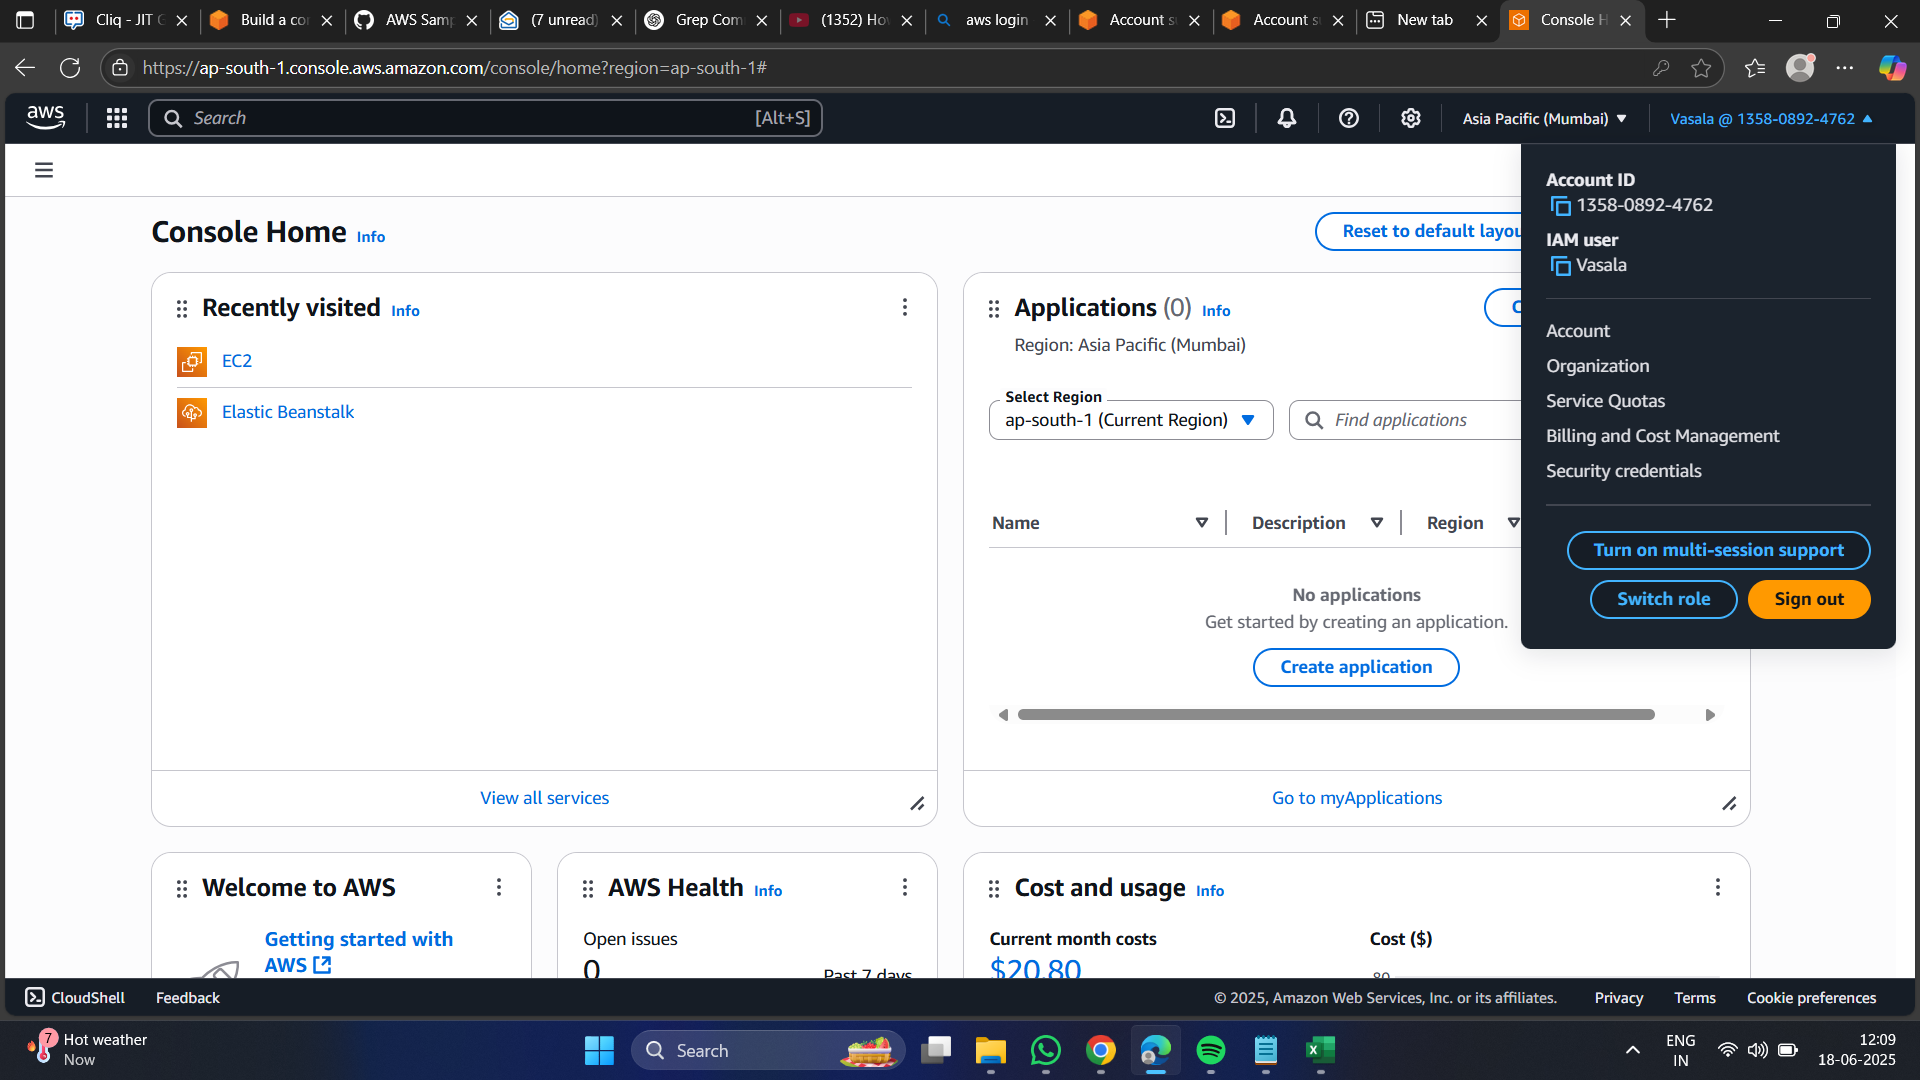 Cliq - JIT G
Build a cor
AWS Samp
(7 unread)
Grep Com
(1352) Hov
aws login
Account su
Account su
New tab
Console H
https://ap-south-1.console.aws.amazon.com/console/home?region=ap-south-1#
aws
Search
[Alt+S]
Asia Pacific (Mumbai)
Vasala @ 1358-0892-4762
Account ID
1358-0892-4762
IAM user
Vasala
Account
Organization
Service Quotas
Billing and Cost Management
Security credentials
Turn on multi-session support
Switch role
Sign out
Console Home Info
Reset to default layou
Recently visited Info
EC2
Elastic Beanstalk
View all services
Applications (0) Info
C
Region: Asia Pacific (Mumbai)
Select Region
ap-south-1 (Current Region)
Find applications
Name
Description
Region
No applications
Get started by creating an application.
Create application
Go to myApplications
Welcome to AWS
Getting started with
AWS
AWS Health Info
Open issues
0
Past 7 days
Cost and usage Info
Current month costs
$20.80
Cost ($)
80
CloudShell
Feedback
© 2025, Amazon Web Services, Inc. or its affiliates.
Privacy
Terms
Cookie preferences
7
Hot weather
Now
Search
ENG
IN
12:09
18-06-2025